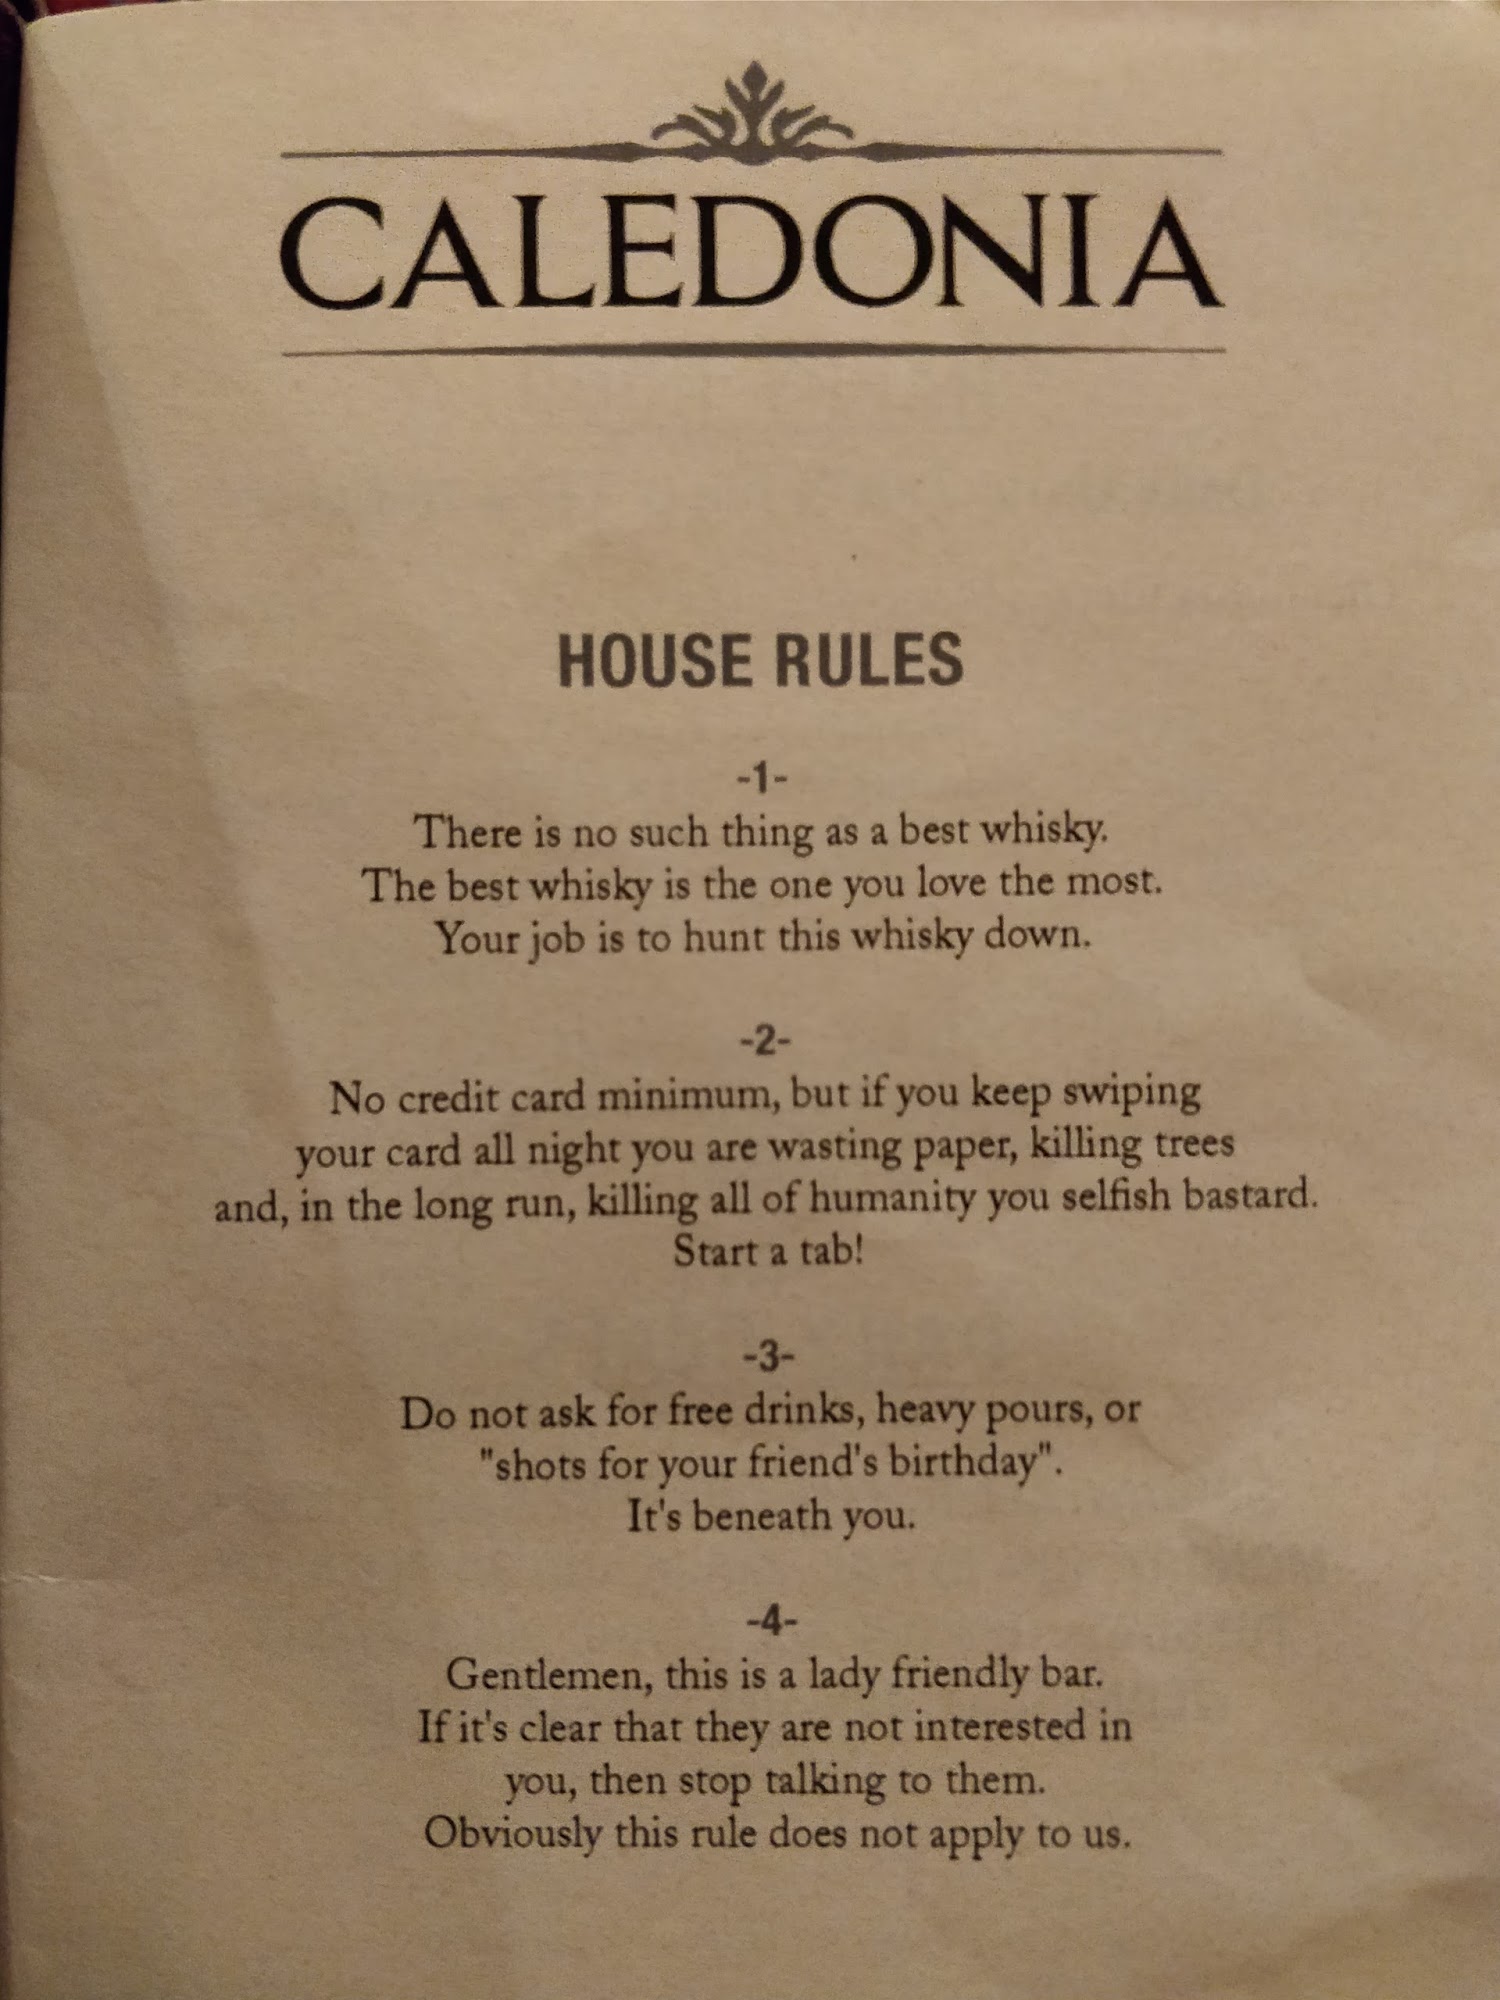 CALEDONIA
HOUSE RULES
-1-
There is no such thing as a best whisky.
The best whisky is the one you love the most.
Your job is to hunt this whisky down.
-2-
No credit card minimum, but if you keep swiping
your card all night you are wasting paper, killing trees
and, in the long run, killing all of humanity you selfish bastard.
Start a tab!
-3-
Do not ask for free drinks, heavy pours, or
"shots for your friend's birthday".
It's beneath you.
-4-
Gentlemen, this is a lady friendly bar.
If it's clear that they are not interested in
you, then stop talking to them.
Obviously this rule does not apply to us.